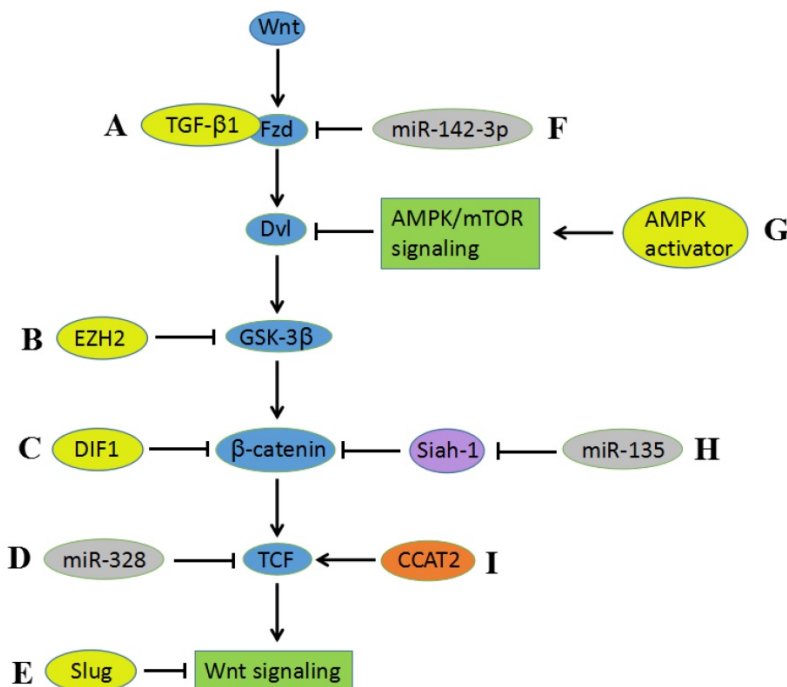 Wnt
A
TGF-β1
Fzd
miR-142-3p
F
Dvl
AMPK/mTOR
signaling
AMPK
activator
G
B
EZH2
GSK-3β
C
DIF1
β-catenin
Siah-1
miR-135
H
D
miR-328
TCF
CCAT2
I
E
Slug
Wnt signaling